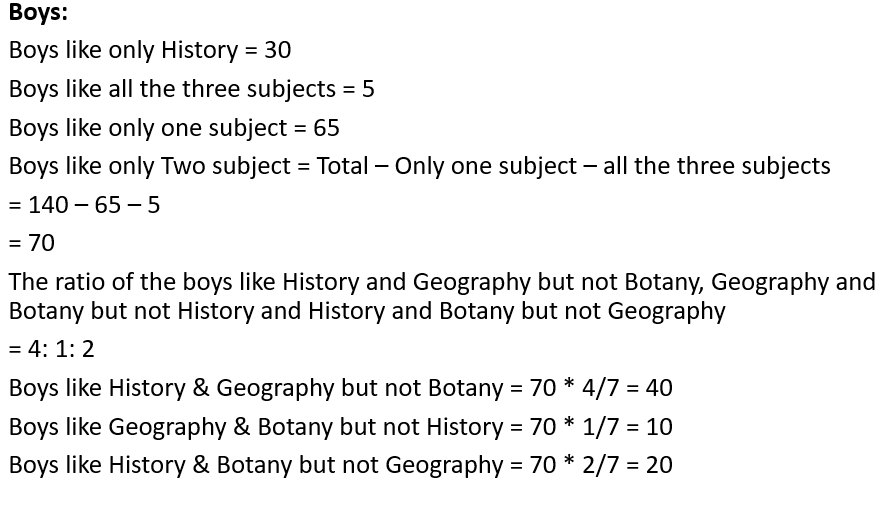 Boys:
Boys like only History = 30
Boys like all the three subjects = 5
Boys like only one subject = 65
Boys like only Two subject = Total – Only one subject – all the three subjects
= 140 – 65 – 5
= 70
The ratio of the boys like History and Geography but not Botany, Geography and
Botany but not History and History and Botany but not Geography
= 4: 1: 2
Boys like History & Geography but not Botany = 70 * 4/7 = 40
Boys like Geography & Botany but not History = 70 * 1/7 = 10
Boys like History & Botany but not Geography = 70 * 2/7 = 20